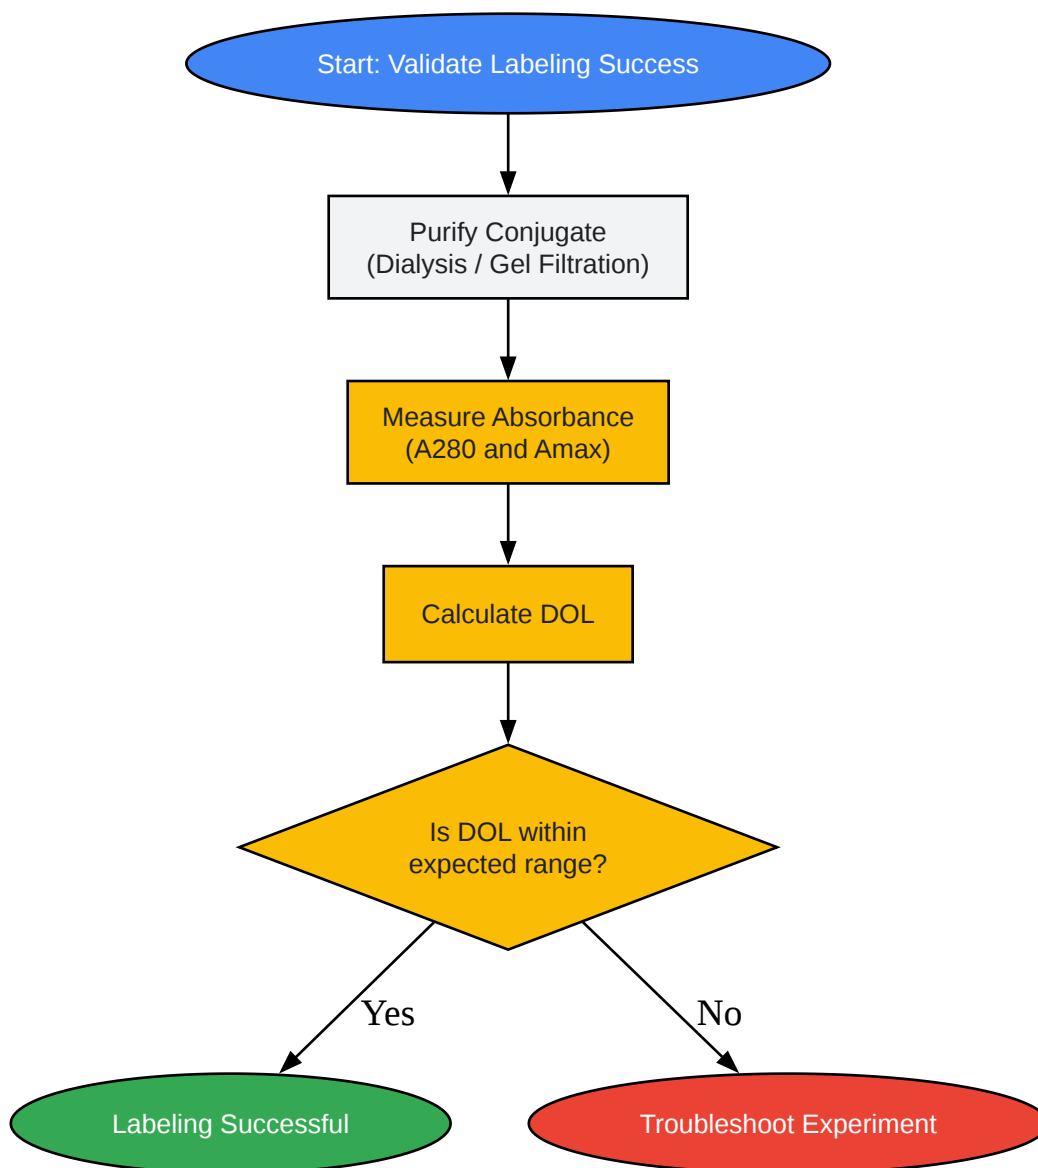 Start: Validate Labeling Success
Purify Conjugate
(Dialysis / Gel Filtration)
Measure Absorbance
(A280 and Amax)
Calculate DOL
Is DOL within
expected range?
Yes
No
Labeling Successful
Troubleshoot Experiment